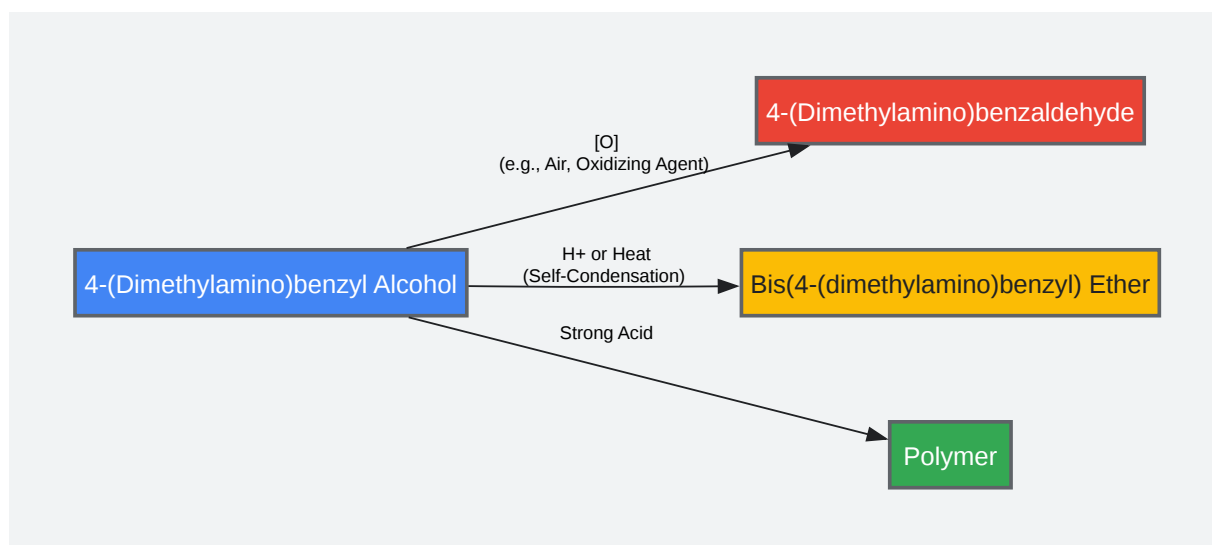 4-(Dimethylamino)benzaldehyde
[O]
(e.g., Air, Oxidizing Agent)
4-(Dimethylamino)benzyl Alcohol
H+ or Heat
(Self-Condensation)
Bis(4-(dimethylamino)benzyl) Ether
Strong Acid
Polymer